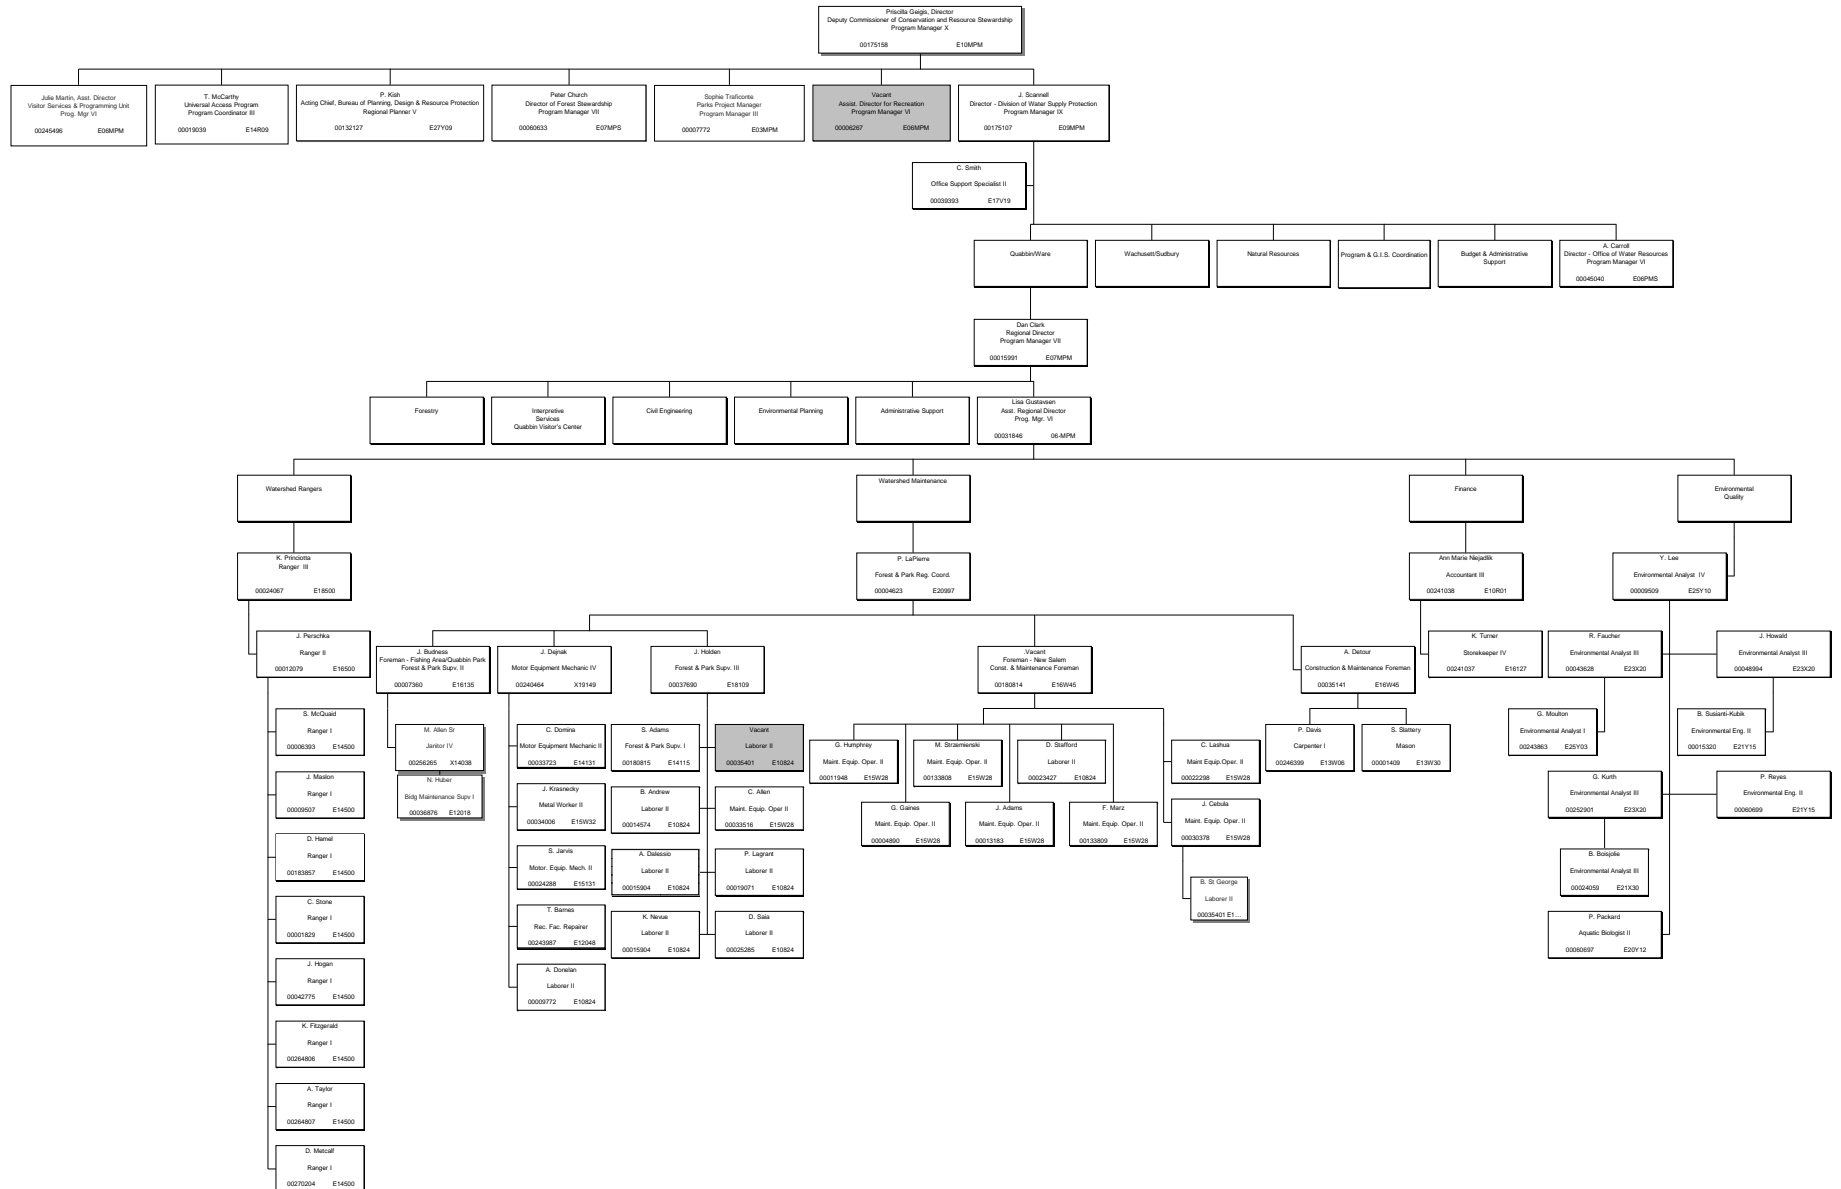 Priscilla Geigis, Director
Deputy Commissioner of Conservation and Resource Stewardship
Program Manager X
00175158 E10MPM
Julie Martin, Asst. Director
Visitor Services & Programming Unit
Prog. Mgr VI
00245496 E06MPM
T. McCarthy
Universal Access Program
Program Coordinator III
00019039 E14R09
P. Kish
Acting Chief, Bureau of Planning, Design & Resource Protection
Regional Planner V
00132127 E27Y09
Peter Church
Director of Forest Stewardship
Program Manager VII
00060633 E07MPS
Sophie Traficonte
Parks Project Manager
Program Manager III
00007772 E03MPM
Vacant
Assist. Director for Recreation
Program Manager VI
00006267 E06MPM
J. Scannell
Director - Division of Water Supply Protection
Program Manager IX
00175107 E09MPM
C. Smith
Office Support Specialist II
00039393 E17V19
Quabbin/Ware
Wachusett/Sudbury
Natural Resources
Program & G.I.S. Coordination
Budget & Administrative
Support
A. Carroll
Director - Office of Water Resources
Program Manager VI
00045040 E06PMS
Dan Clark
Regional Director
Program Manager VII
00015991 E07MPM
Forestry
Interpretive
Services
Quabbin Visitor's Center
Civil Engineering
Environmental Planning
Administrative Support
Lisa Gustavsen
Asst. Regional Director
Prog. Mgr. VI
00031846 06-MPM
Watershed Rangers
Watershed Maintenance
Finance
Environmental
Quality
K. Princiotta
Ranger III
00024067 E18500
P. LaPierre
Forest & Park Reg. Coord.
00004623 E20997
Ann Marie Niejadlik
Accountant III
00241038 E10R01
Y. Lee
Environmental Analyst IV
00009509 E25Y10
J. Perschka
Ranger II
00012079 E16500
J. Budness
Foreman - Fishing Area/Quabbin Park
Forest & Park Supv. II
00007360 E16135
J. Dejnak
Motor Equipment Mechanic IV
00240464 X19149
J. Holden
Forest & Park Supv. III
00037690 E18109
.Vacant
Foreman - New Salem
Const. & Maintenance Foreman
00180814 E16W45
A. Detour
Construction & Maintenance Foreman
00035141 E16W45
K. Turner
Storekeeper IV
00241037 E16127
R. Faucher
Environmental Analyst III
00043628 E23X20
J. Howald
Environmental Analyst III
00048994 E23X20
S. McQuaid
Ranger I
00006393 E14500
J. Maslon
Ranger I
00009507 E14500
D. Hamel
Ranger I
00183857 E14500
C. Stone
Ranger I
00001829 E14500
J. Hogan
Ranger I
00042775 E14500
K. Fitzgerald
Ranger I
00264806 E14500
A. Taylor
Ranger I
00264807 E14500
D. Metcalf
Ranger I
00270204 E14500
M. Allen Sr
Janitor IV
00256265 X14038
N. Huber
Bldg Maintenance Supv I
00036876 E12018
C. Domina
Motor Equipment Mechanic II
00033723 E14131
J. Krasnecky
Metal Worker II
00034006 E15W32
S. Jarvis
Motor. Equip. Mech. II
00024288 E15131
T. Barnes
Rec. Fac. Repairer
00243987 E12048
A. Donelan
Laborer II
00009772 E10824
S. Adams
Forest & Park Supv. I
00180815 E14115
Vacant
Laborer II
00035401 E10824
B. Andrew
Laborer II
00014574 E10824
C. Allen
Maint. Equip. Oper II
00033516 E15W28
A. Dalessio
Laborer II
00015904 E10824
P. Lagrant
Laborer II
00019071 E10824
K. Nevue
Laborer II
00015904 E10824
D. Saia
Laborer II
00025285 E10824
G. Humphrey
Maint. Equip. Oper. II
00011948 E15W28
M. Strzemienski
Maint. Equip. Oper. II
00133808 E15W28
D. Stafford
Laborer II
00023427 E10824
G. Gaines
Maint. Equip. Oper. II
00004890 E15W28
J. Adams
Maint. Equip. Oper. II
00013183 E15W28
F. Marz
Maint. Equip. Oper. II
00133809 E15W28
C. Lashua
Maint. Equip.Oper. II
00022298 E15W28
J. Cebula
Maint. Equip. Oper. II
00030378 E15W28
B. St George
Laborer II
00035401 E1...
P. Davis
Carpenter I
00246399 E13W06
S. Slattery
Mason
00001409 E13W30
G. Moulton
Environmental Analyst I
00243863 E25Y03
B. Susianti-Kubik
Environmental Eng. II
00015320 E21Y15
G. Kurth
Environmental Analyst III
00252901 E23X20
P. Reyes
Environmental Eng. II
00060699 E21Y15
B. Boisjolie
Environmental Analyst III
00024059 E21X30
P. Packard
Aquatic Biologist II
00060697 E20Y12